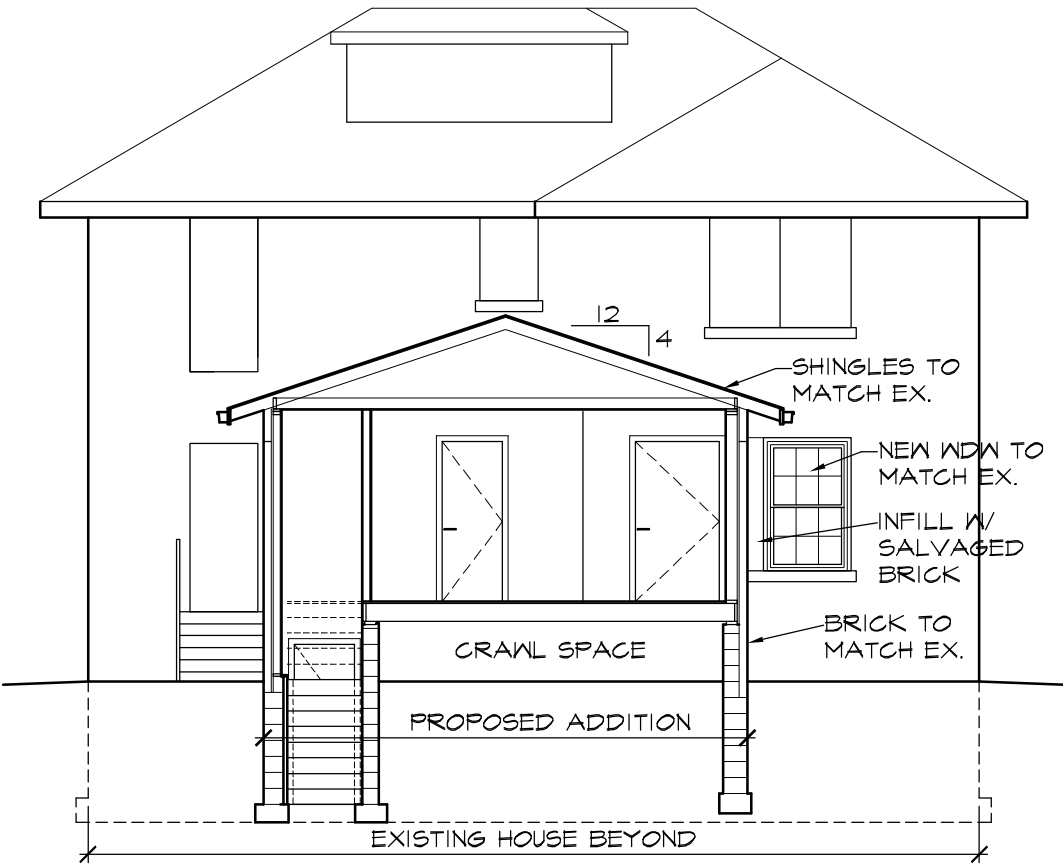 12
4
SHINGLES TO
MATCH EX.
NEW WDW TO
MATCH EX.
INFILL W/
SALVAGED
BRICK
BRICK TO
MATCH EX.
CRAWL SPACE
PROPOSED ADDITION
EXISTING HOUSE BEYOND